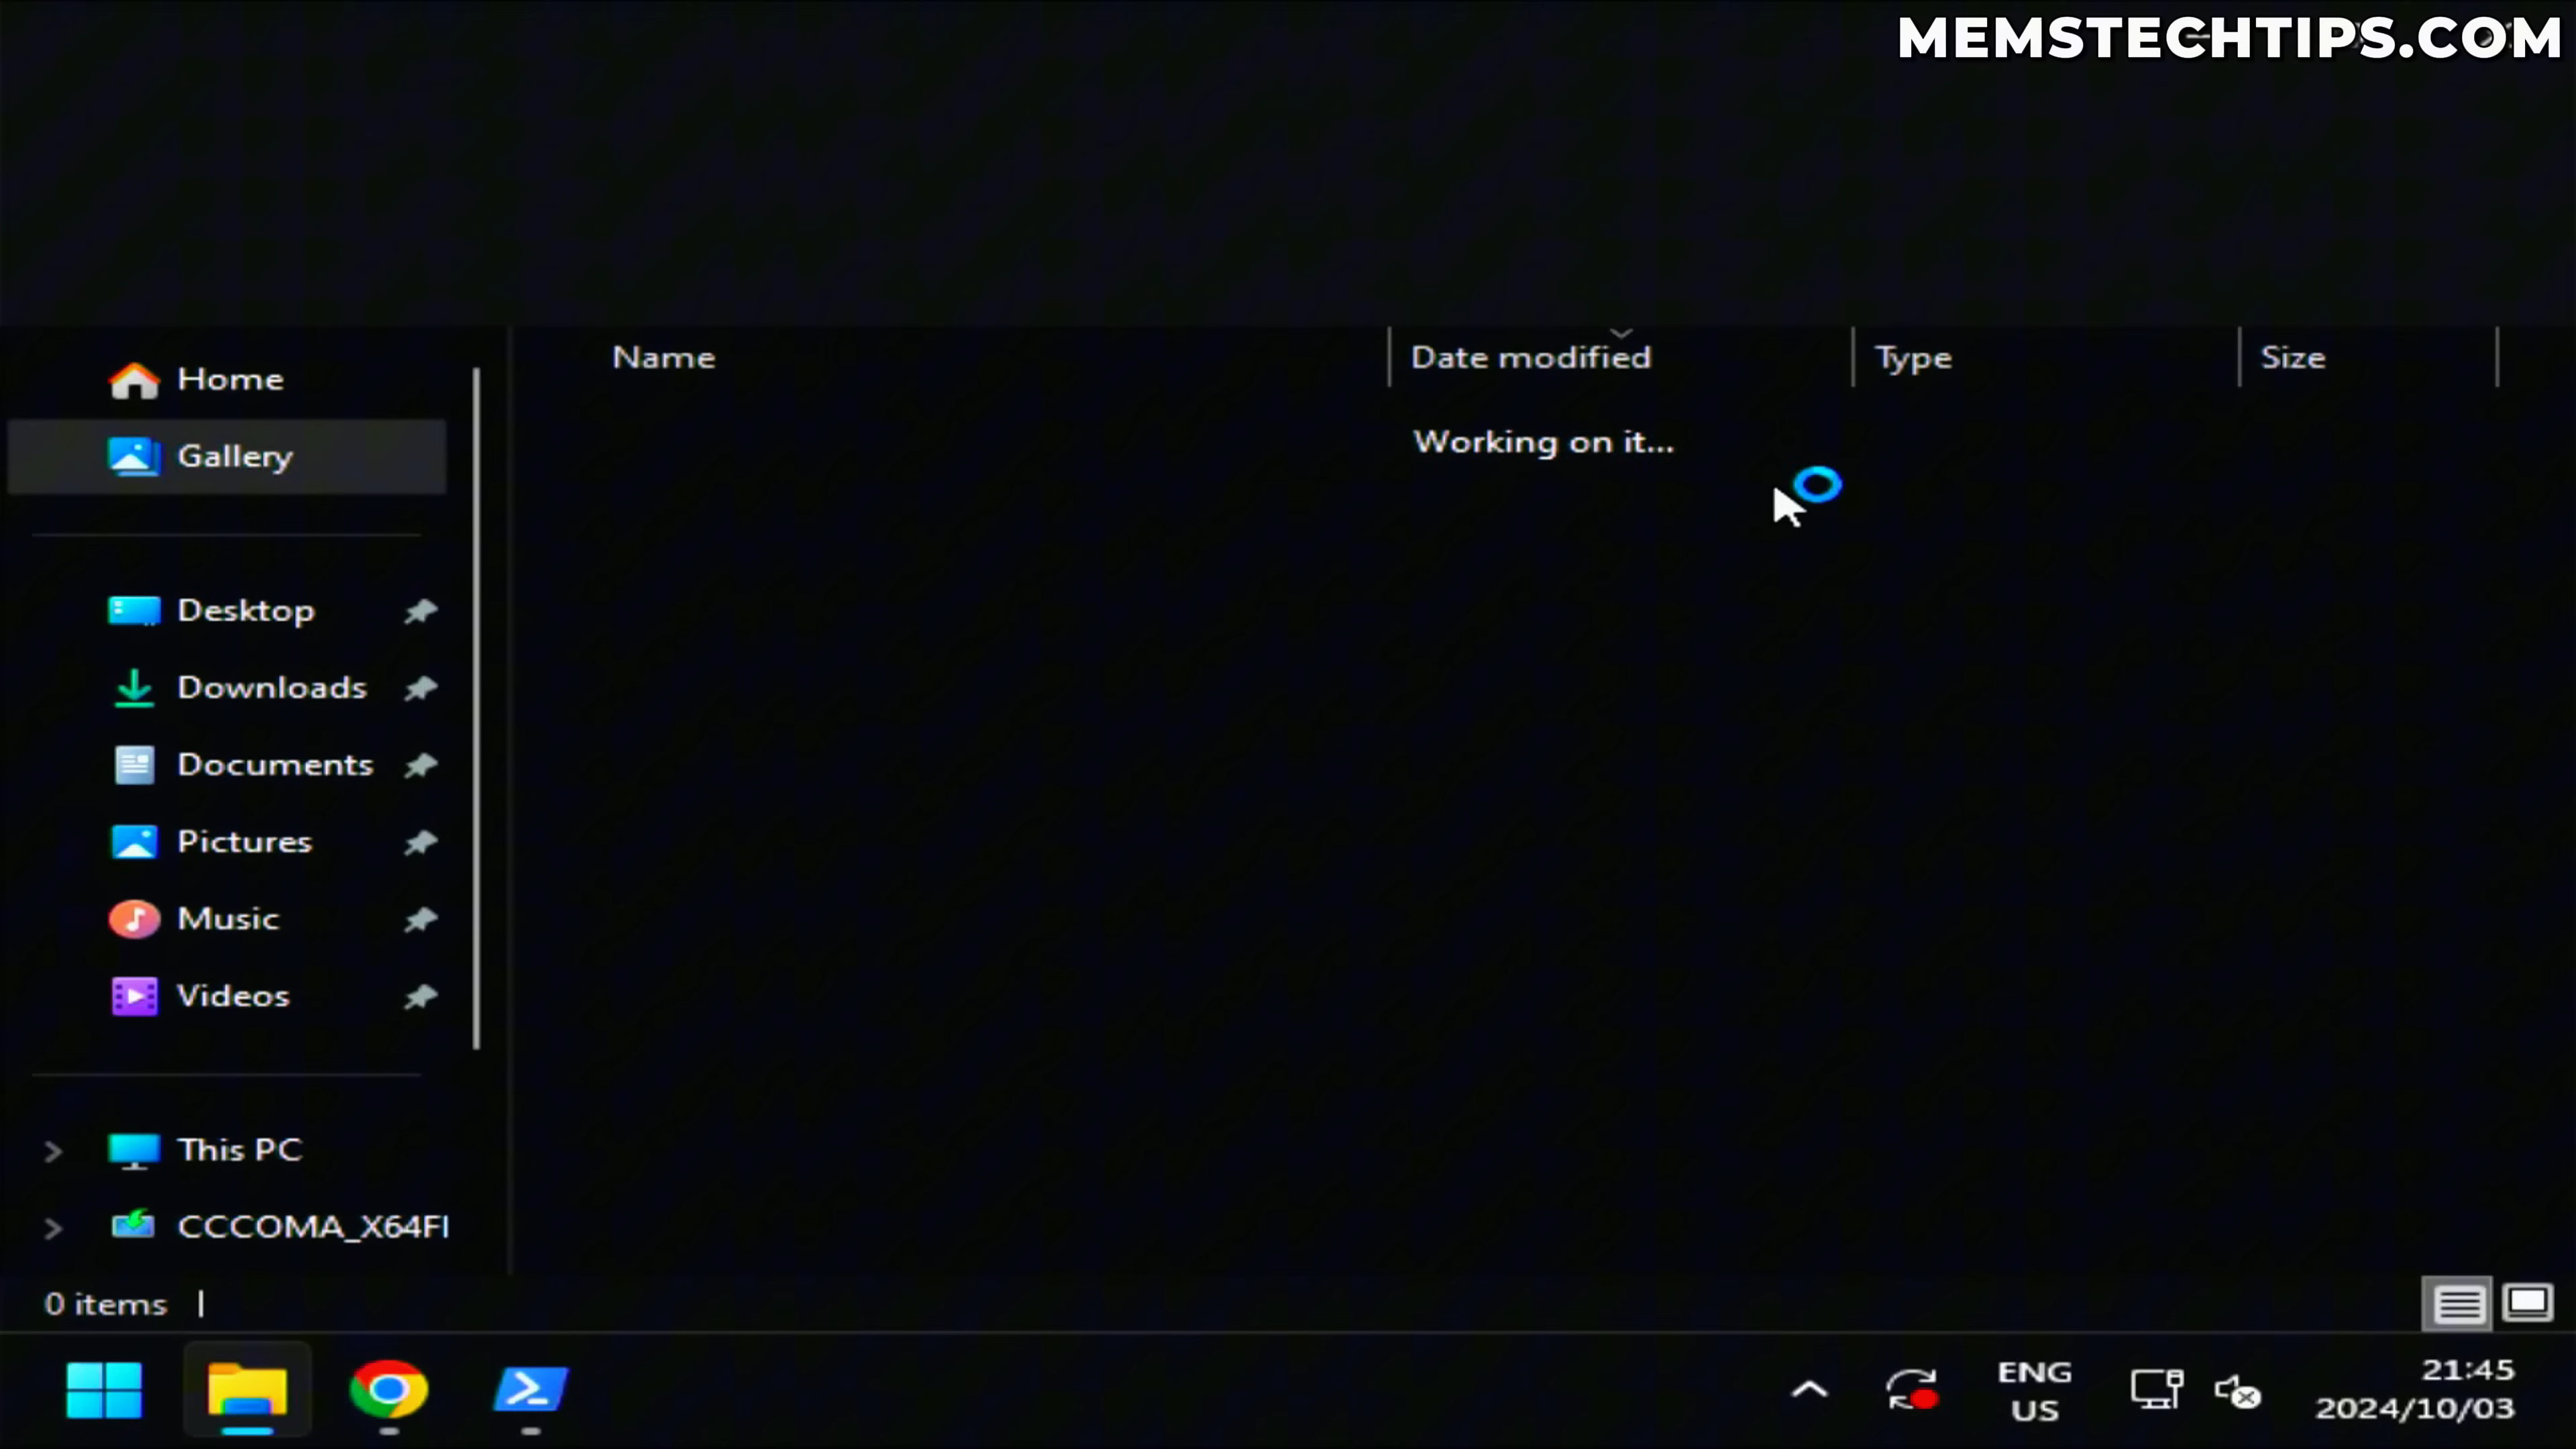 MEMSTECHTIPS.COM
Name
Date modified
Type
Size
Home
Gallery
Working on it...
Desktop
Downloads
Documents
Pictures
Music
Videos
This PC
CCCOMA_X64FI
0 items
ENG
US
21:45
2024/10/03